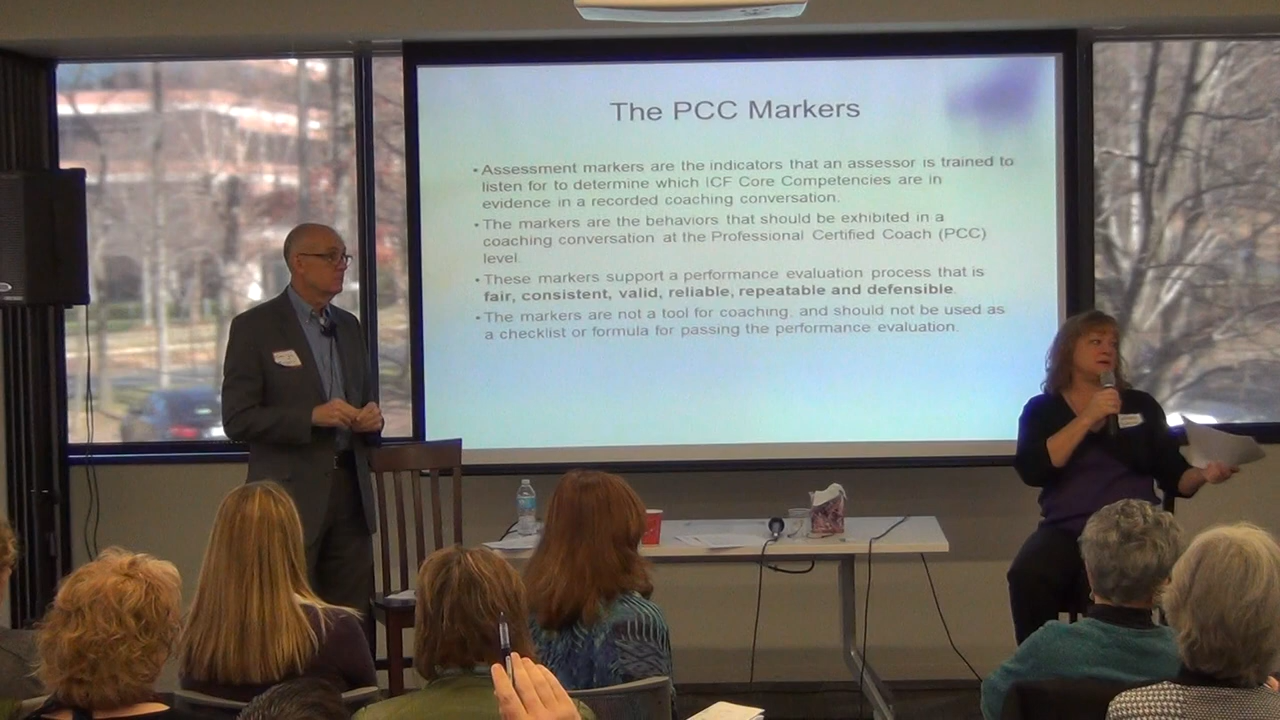 The PCC Markers
• Assessment markers are the indicators that an assessor is trained to
listen for to determine which ICF Core Competencies are in
evidence in a recorded coaching conversation.
• The markers are the behaviors that should be exhibited in a
coaching conversation at the Professional Certified Coach (PCC)
level.
• These markers support a performance evaluation process that is
fair, consistent, valid, reliable, repeatable and defensible.
• The markers are not a tool for coaching, and should not be used as
a checklist or formula for passing the performance evaluation.